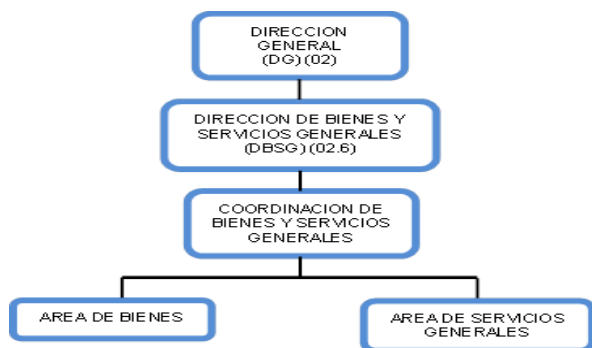 DIRECCION
GENERAL
(DG) (02)
DIRECCION DE BIENES Y
SERVICIOS GENERALES
(DBSG) (02.6)
COORDINACION DE
BIENES Y SERVICIOS
GENERALES
AREA DE BIENES
AREA DE SERVICIOS
GENERALES